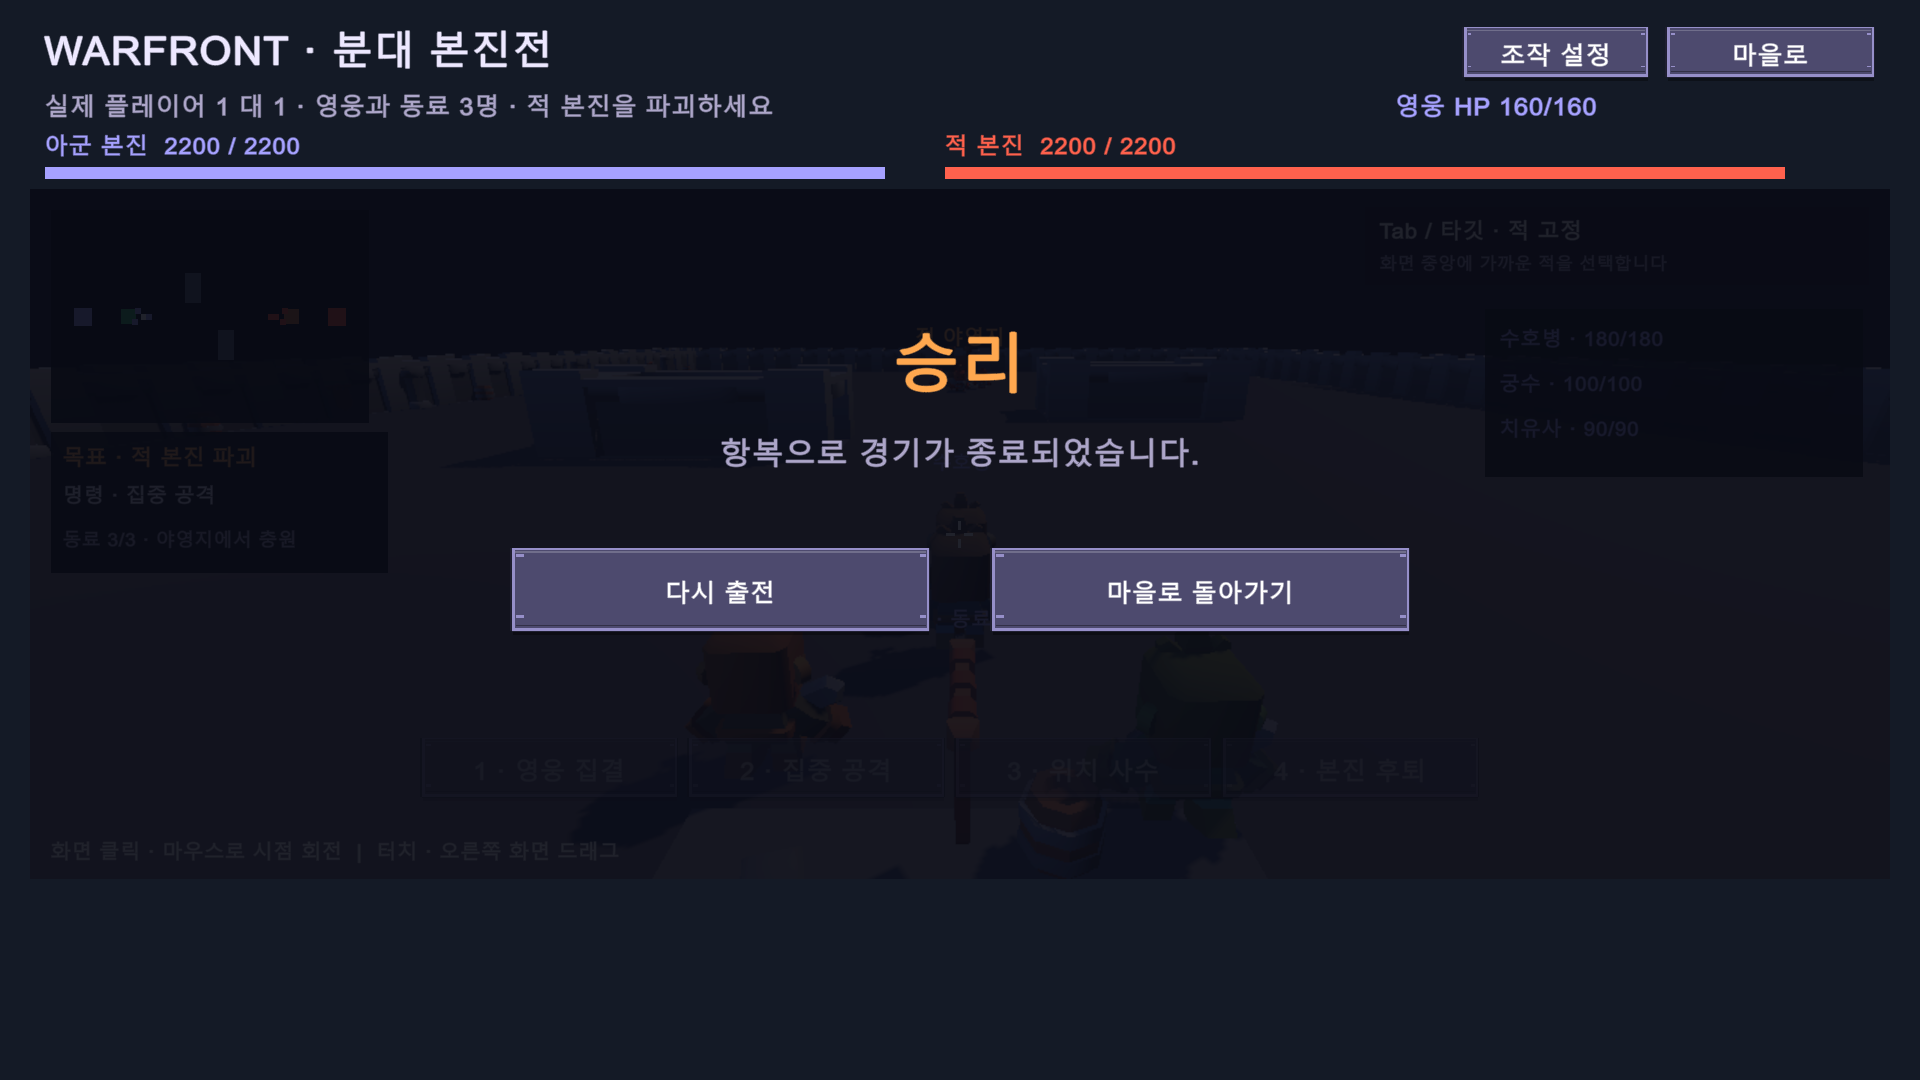 WARFRONT · 분대 본진전
조작 설정
마을로
실제 플레이어 1 대 1 · 영웅과 동료 3명 · 적 본진을 파괴하세요
영웅 HP 160/160
아군 본진 2200 / 2200
적 본진 2200 / 2200
Tab / 타깃 · 적 고정
화면 중앙에 가까운 적을 선택합니다
적 야영지
수호병 · 180/180
궁수 · 100/100
치유사 · 90/90
승리
항복으로 경기가 종료되었습니다.
목표 · 적 본진 파괴
명령 · 집중 공격
동료 3/3 · 야영지에서 충원
다시 출전
마을로 돌아가기
· 동료
1 · 영웅 집결
2 · 집중 공격
3 · 위치 사수
4 · 본진 후퇴
화면 클릭 · 마우스로 시점 회전 | 터치 · 오른쪽 화면 드래그